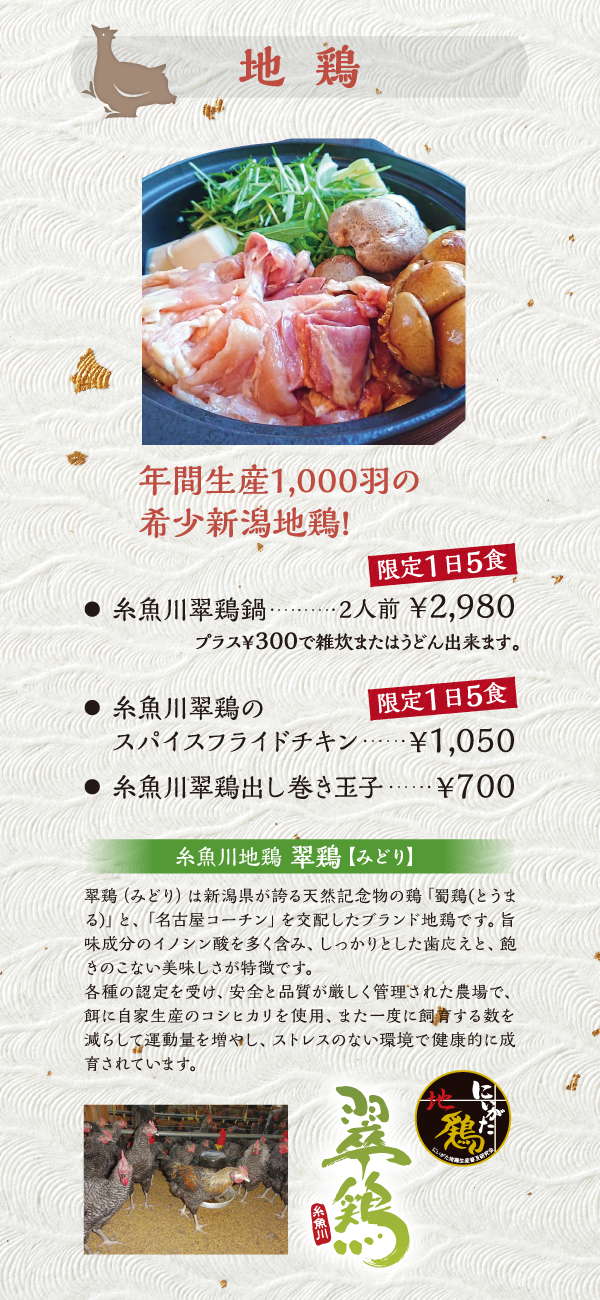 地鶏
年間生産1,000羽の
希少新潟地鶏!
限定1日5食
● 糸魚川翠鶏鍋‥‥‥‥‥2人前 ¥2,980
プラス¥300で雑炊またはうどん出来ます。
限定1日5食
● 糸魚川翠鶏の
スパイスフライドチキン‥‥‥¥1,050
● 糸魚川翠鶏出し巻き玉子‥‥‥¥700
糸魚川地鶏 翠鶏【みどり】
翠鶏（みどり）は新潟県が誇る天然記念物の鶏「蜀鶏(とうま
る)」と、「名古屋コーチン」を交配したブランド地鶏です。旨
味成分のイノシン酸を多く含み、しっかりとした歯応えと、飽
きのこない美味しさが特徴です。
各種の認定を受け、安全と品質が厳しく管理された農場で、
餌に自家生産のコシヒカリを使用、また一度に飼育する数を
減らして運動量を増やし、ストレスのない環境で健康的に成
育されています。
翠鶏
糸魚川
にいがた
地鶏
にいがた地鶏生産普及研究会